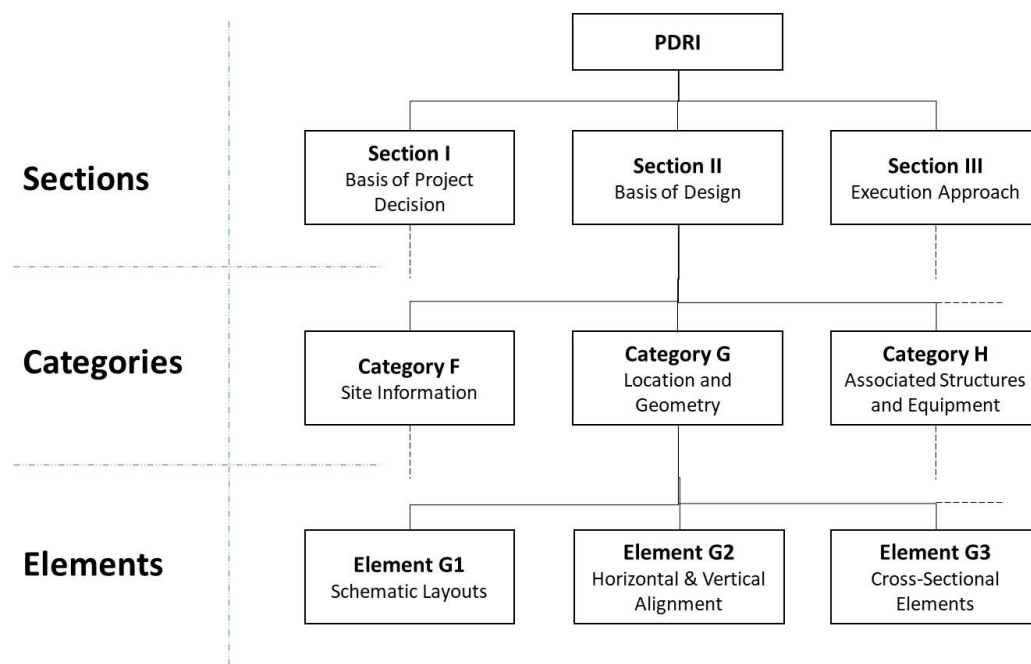 PDRI
Sections
Section I
Basis of Project
Decision
Section II
Basis of Design
Section III
Execution Approach
Categories
Category F
Site Information
Category G
Location and
Geometry
Category H
Associated Structures
and Equipment
Elements
Element G1
Schematic Layouts
Element G2
Horizontal & Vertical
Alignment
Element G3
Cross-Sectional
Elements